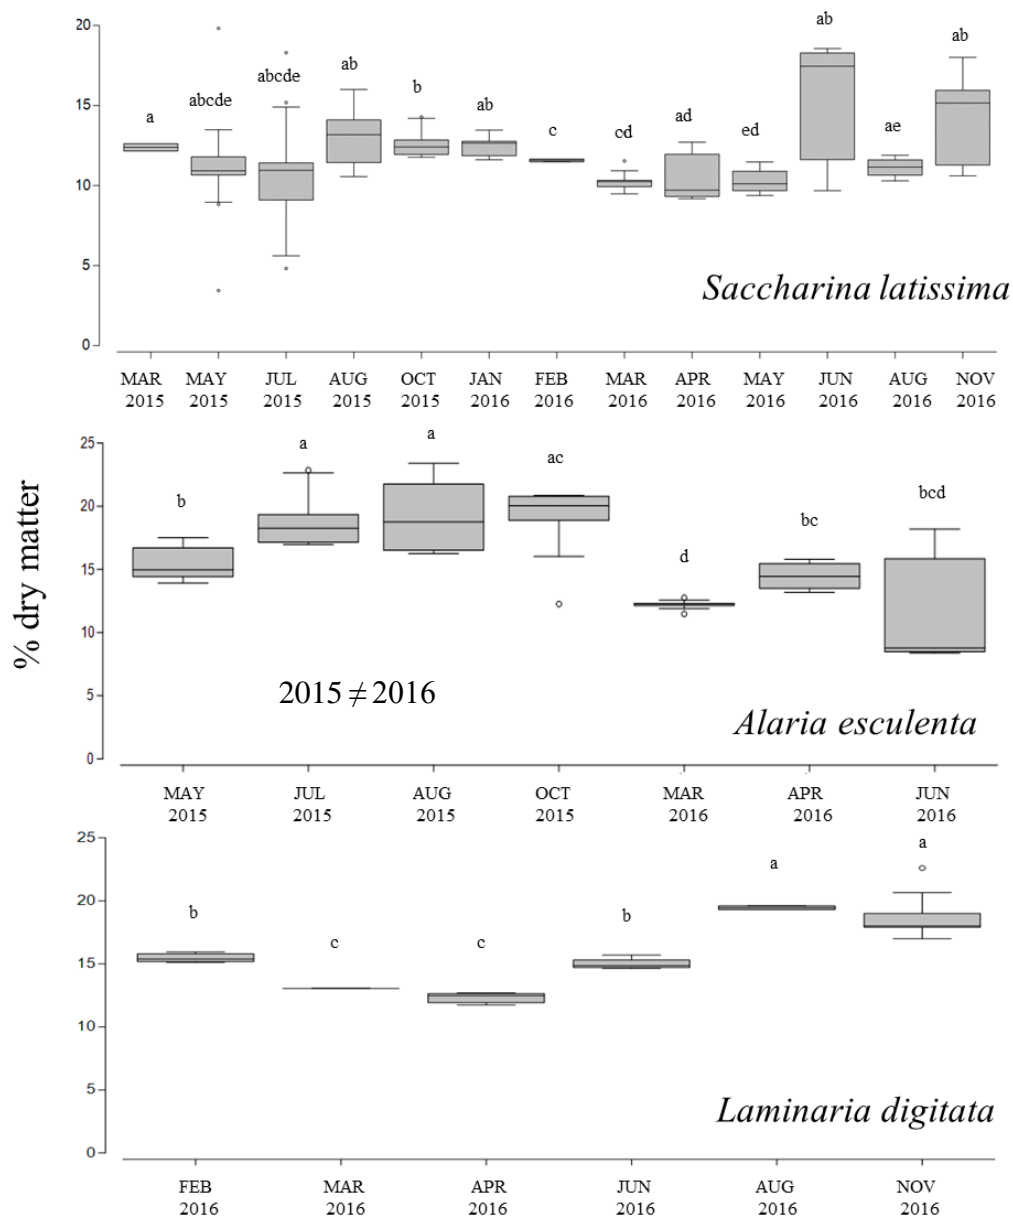 20
15
10
5
0
a
abcde
abcde
ab
b
ab
c
cd
ad
ed
ab
ae
ab
Saccharina latissima
MAR MAY JUL AUG OCT JAN FEB MAR APR MAY JUN AUG NOV
2015 2015 2015 2015 2015 2016 2016 2016 2016 2016 2016 2016 2016
% dry matter
25
20
15
10
5
0
b
a
a
ac
d
bc
bcd
2015 ≠ 2016
Alaria esculenta
MAY JUL AUG OCT MAR APR JUN
2015 2015 2015 2015 2016 2016 2016
25
20
15
10
5
0
b
c
c
b
a
a
Laminaria digitata
FEB MAR APR JUN AUG NOV
2016 2016 2016 2016 2016 2016